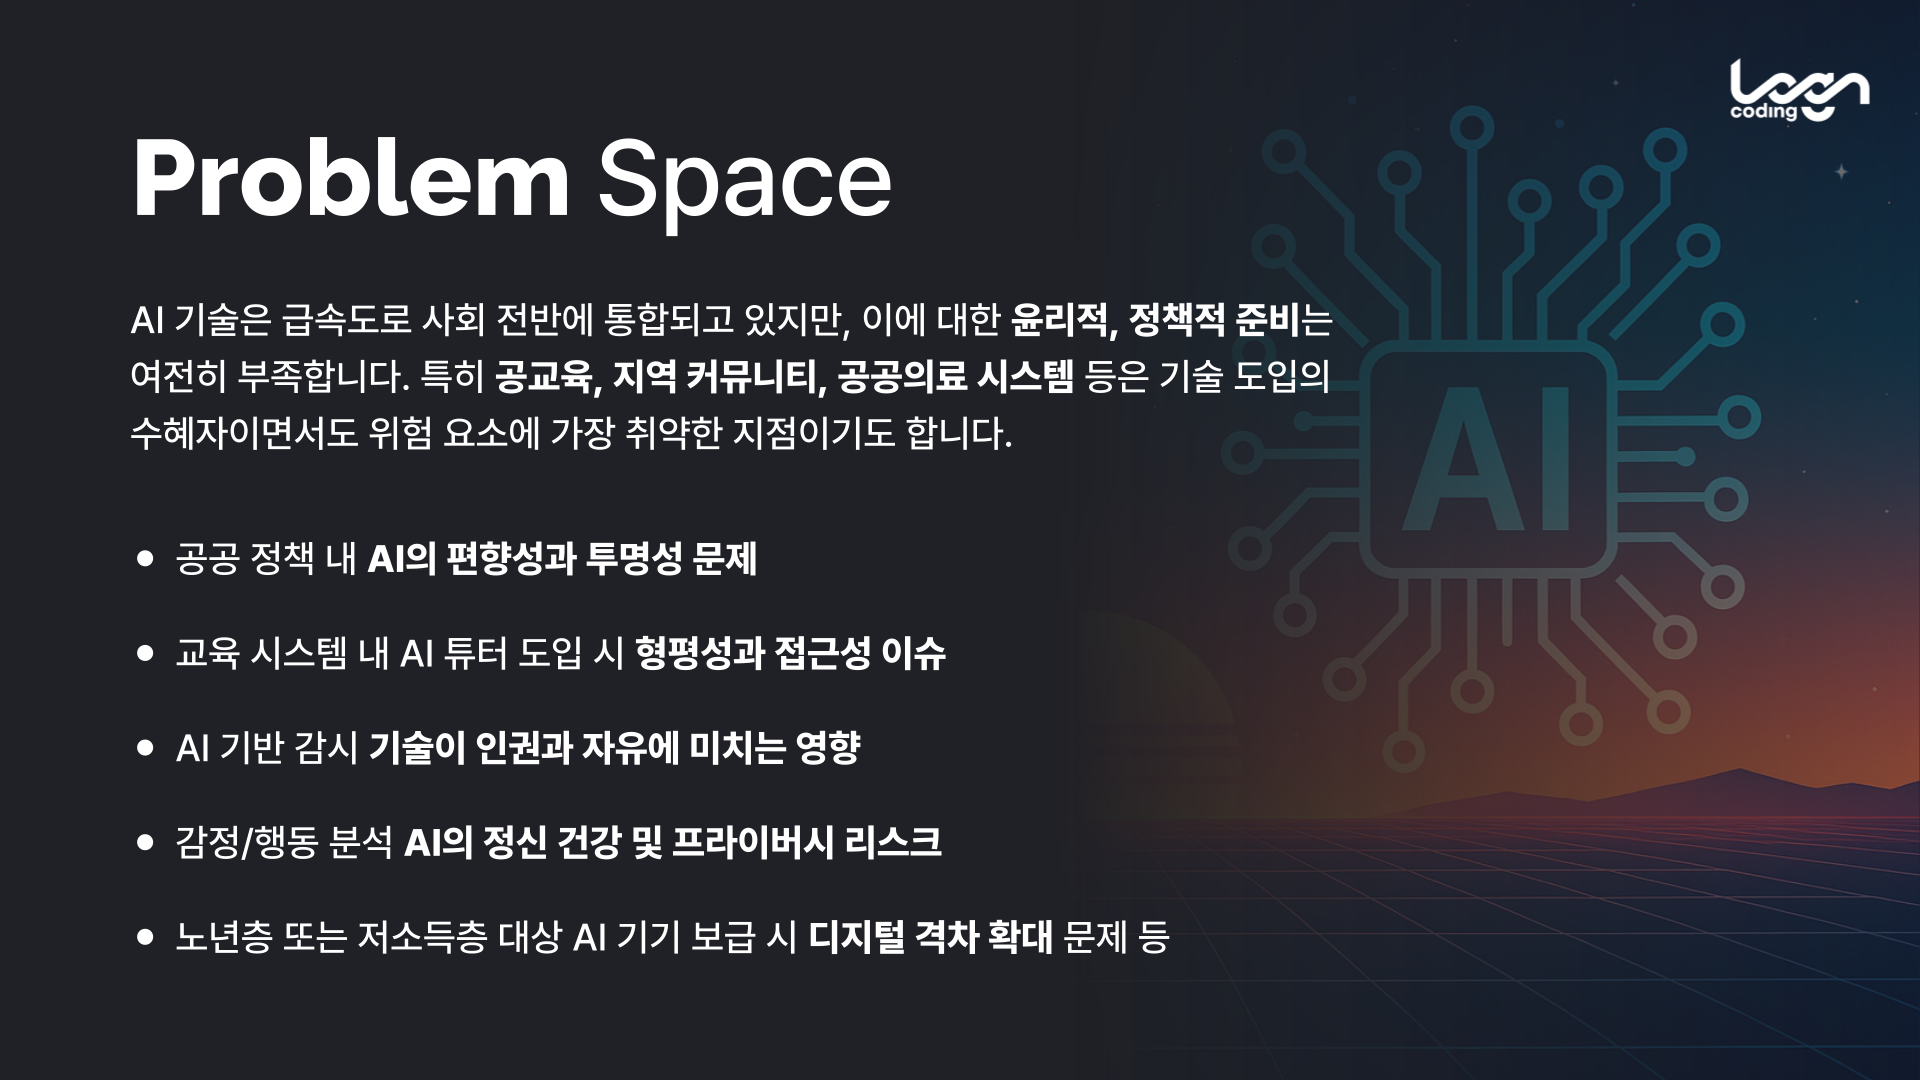 Logn
coding
Problem Space
AI 기술은 급속도로 사회 전반에 통합되고 있지만, 이에 대한 윤리적, 정책적 준비는
여전히 부족합니다. 특히 공교육, 지역 커뮤니티, 공공의료 시스템 등은 기술 도입의
수혜자이면서도 위험 요소에 가장 취약한 지점이기도 합니다.
AI
● 공공 정책 내 AI의 편향성과 투명성 문제
● 교육 시스템 내 AI 튜터 도입 시 형평성과 접근성 이슈
● AI 기반 감시 기술이 인권과 자유에 미치는 영향
● 감정/행동 분석 AI의 정신 건강 및 프라이버시 리스크
● 노년층 또는 저소득층 대상 AI 기기 보급 시 디지털 격차 확대 문제 등